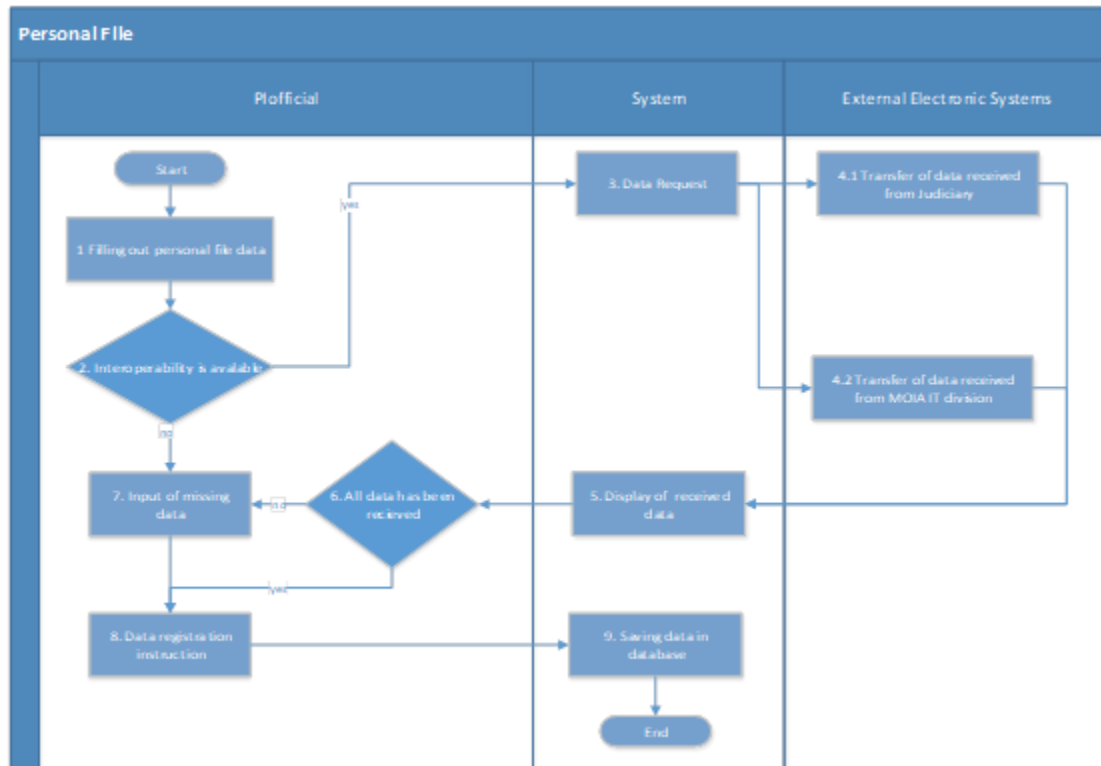 Personal File
PIofficial
System
External Electronic Systems
Start
3. Data Request
4.1 Transfer of data received
from Judiciary
yes
1 Filling out personal file data
2. Interoperability is avalable
4.2 Transfer of data received
from MOIA IT division
no
7. Input of missing
data
no
6. All data has been
recieved
5. Display of received
data
yes
8. Data registration
instruction
9. Saving data in
database
End